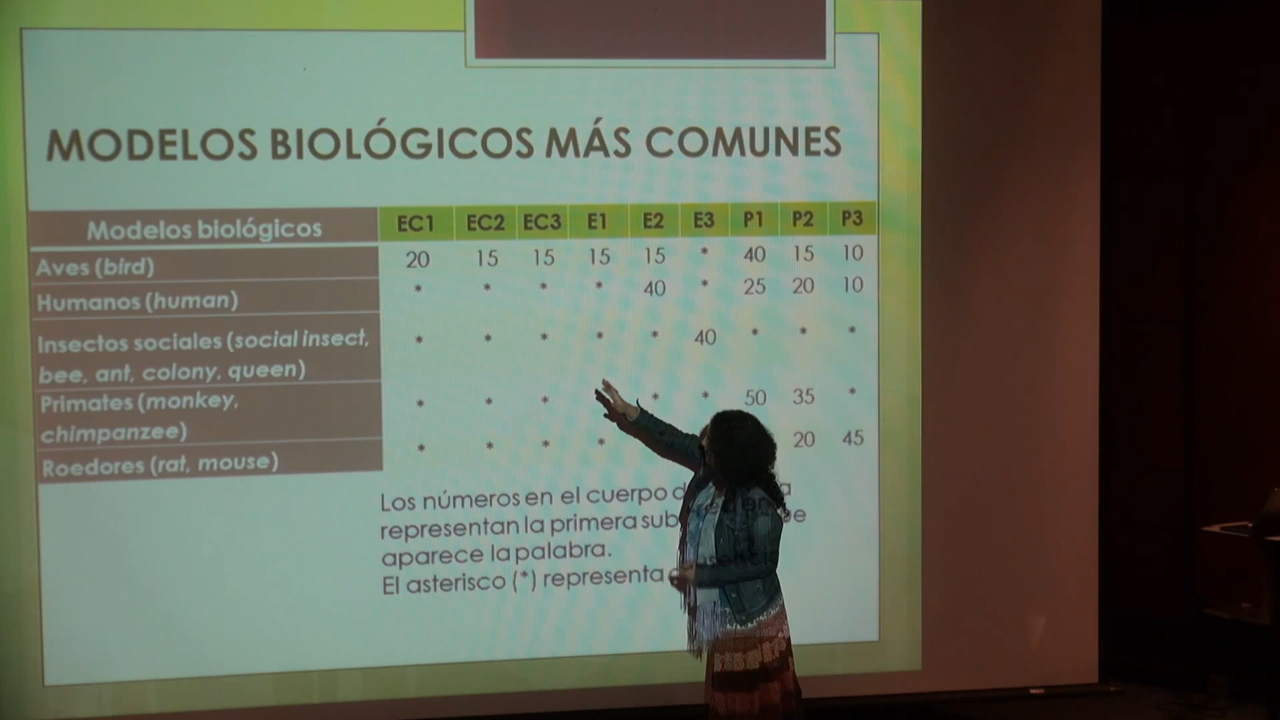 MODELOS BIOLÓGICOS MÁS COMUNES
Modelos biológicos EC1 EC2 EC3 E1 E2 E3 P1 P2 P3
Aves (bird) 20 15 15 15 15 * 40 15 10
Humanos (human) * * * * 40 * 25 20 10
Insectos sociales (social insect,
bee, ant, colony, queen) * * * * * 40 * * *
Primates (monkey,
chimpanzee) * * * * * 50 35 *
Roedores (rat, mouse) * * * * 20 45
Los números en el cuerpo
representan la primera
aparece la palabra.
El asterisco (*) representa